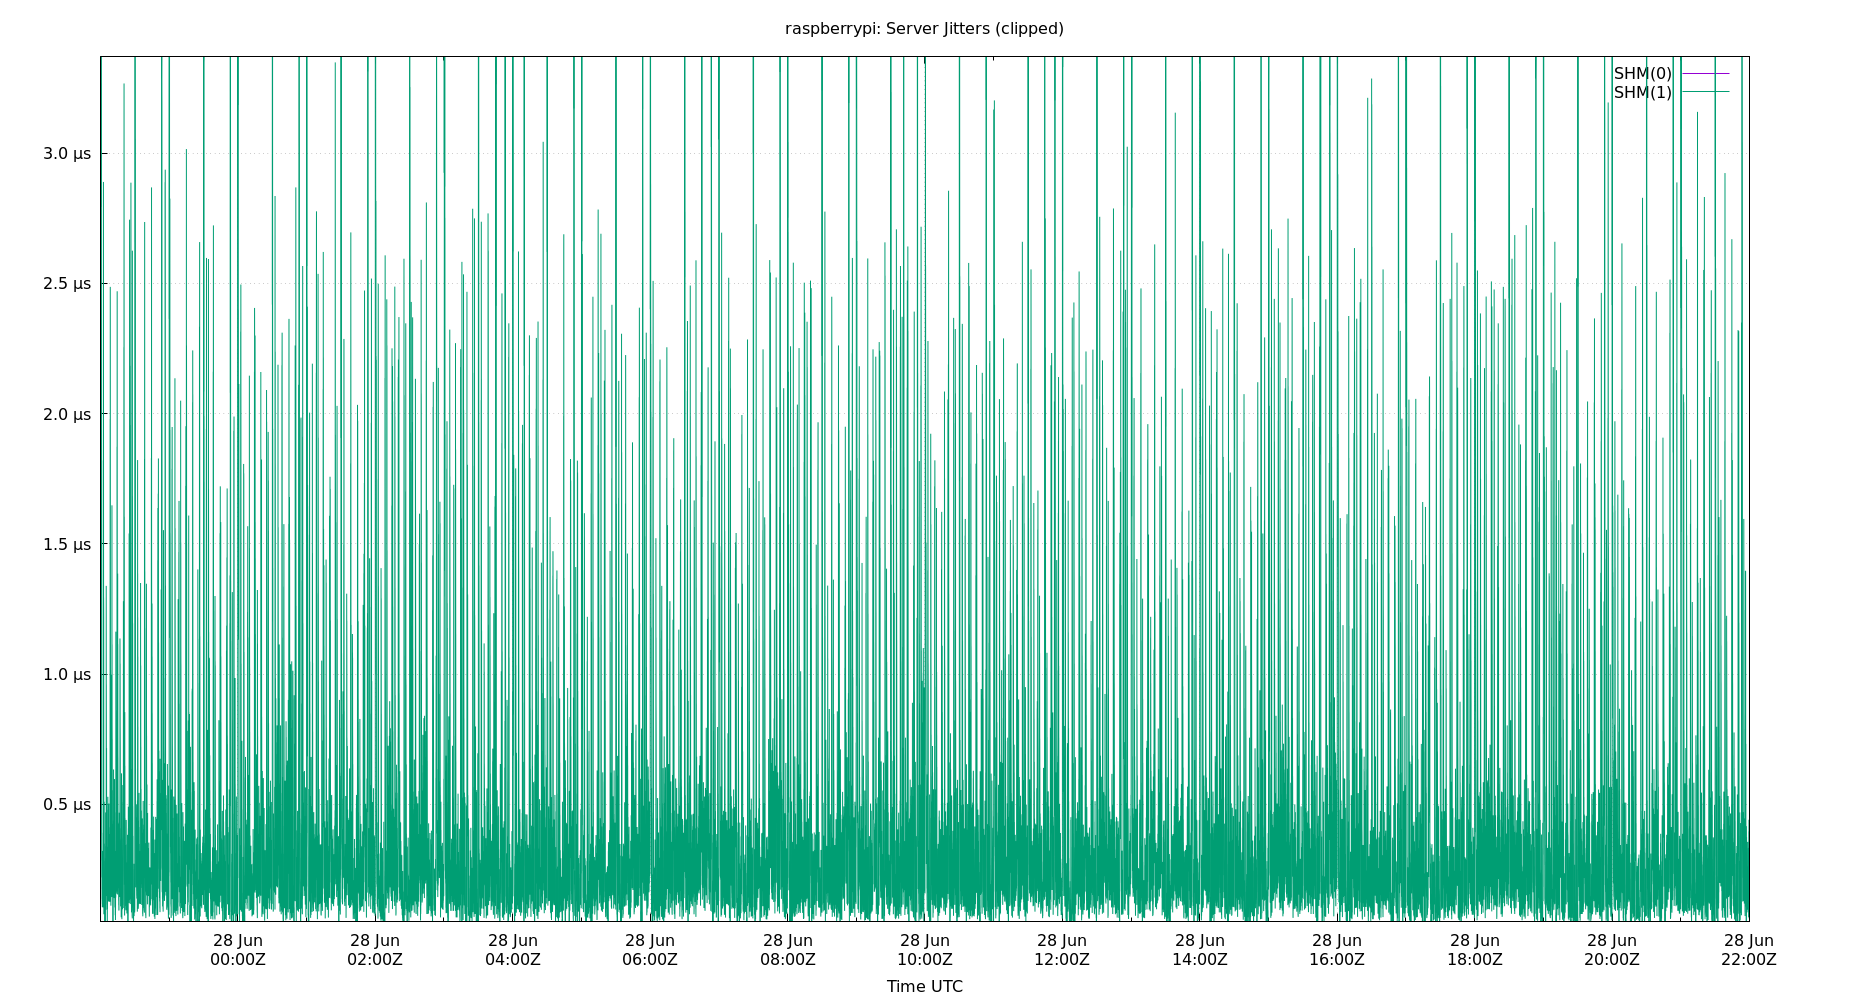 raspberrypi: Server Jitters (clipped)
SHM(0)
SHM(1)
3.0 µs
2.5 µs
2.0 µs
1.5 µs
1.0 µs
0.5 µs
28 Jun 28 Jun 28 Jun 28 Jun 28 Jun 28 Jun 28 Jun 28 Jun 28 Jun 28 Jun 28 Jun 28 Jun
00:00Z 02:00Z 04:00Z 06:00Z 08:00Z 10:00Z 12:00Z 14:00Z 16:00Z 18:00Z 20:00Z 22:00Z
Time UTC